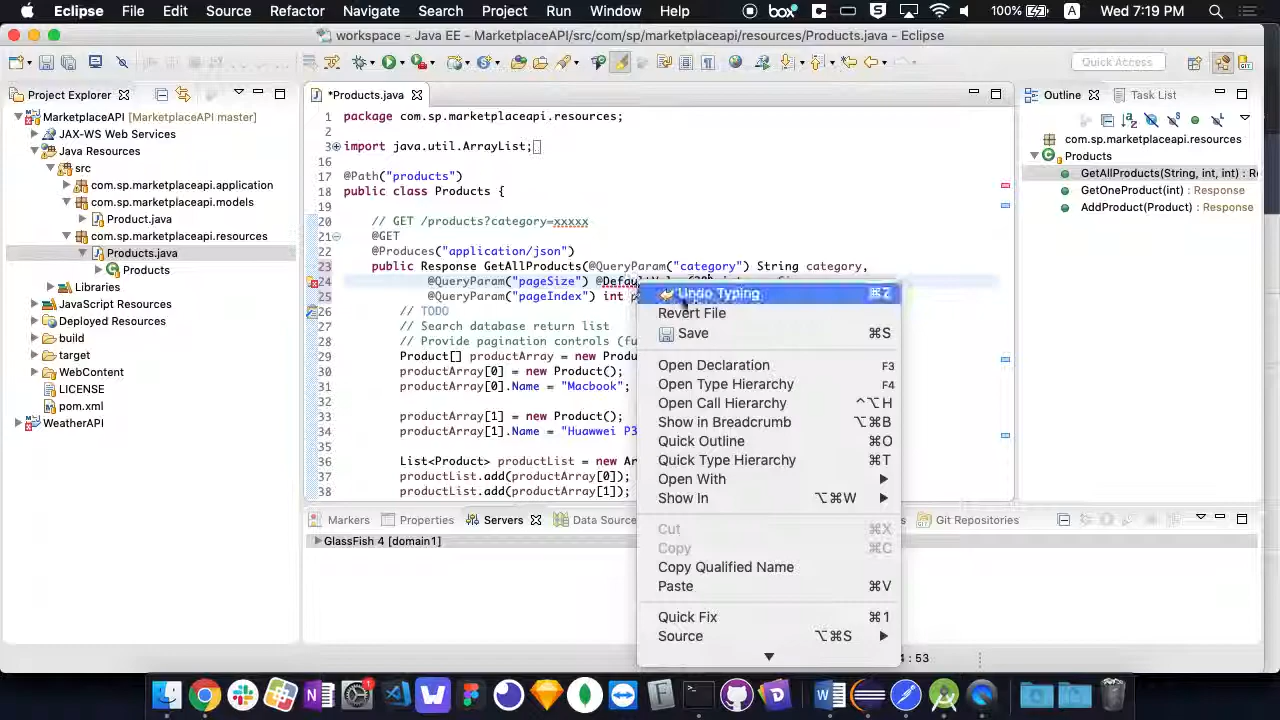 Eclipse File Edit Source Refactor Navigate Search Project Run Window Help box 100% A Wed 7:19 PM
workspace - Java EE - MarketplaceAPI/src/com/sp/marketplaceapi/resources/Products.java - Eclipse
Quick Access
Project Explorer
MarketplaceAPI [MarketplaceAPI master]
JAX-WS Web Services
Java Resources
src
com.sp.marketplaceapi.application
com.sp.marketplaceapi.models
Product.java
com.sp.marketplaceapi.resources
Products.java
Products
Libraries
JavaScript Resources
Deployed Resources
build
target
WebContent
LICENSE
pom.xml
WeatherAPI
*Products.java
1 package com.sp.marketplaceapi.resources;
2
3 import java.util.ArrayList;
16
17 @Path("products")
18 public class Products {
19
20 // GET /products?category=xxxxx
21 @GET
22 @Produces("application/json")
23 public Response GetAllProducts(@QueryParam("category") String category,
24 @QueryParam("pageSize")
25 @QueryParam("pageIndex") int
26 // TODO
27 // Search database return list
28 // Provide pagination controls
29 Product[] productArray = new
30 productArray[0] = new Product();
31 productArray[0].Name = "Macbook";
32
33 productArray[1] = new Product();
34 productArray[1].Name = "Huawwei P3
35
36 List<Product> productList = new
37 productList.add(productArray[0]);
38 productList.add(productArray[1]);
Undo Typing ⌘Z
Revert File
Save ⌘S
Open Declaration F3
Open Type Hierarchy F4
Open Call Hierarchy ^⌥H
Show in Breadcrumb ⌥⌘B
Quick Outline ⌘O
Quick Type Hierarchy ⌘T
Open With
Show In ⌥⌘W
Cut ⌘X
Copy ⌘C
Copy Qualified Name
Paste ⌘V
Quick Fix ⌘1
Source ⌥⌘S
Outline Task List
com.sp.marketplaceapi.resources
Products
GetAllProducts(String, int, int) : R
GetOneProduct(int) : Response
AddProduct(Product) : Response
Markers Properties Servers Data Source Git Repositories
GlassFish 4 [domain1]
4 : 53